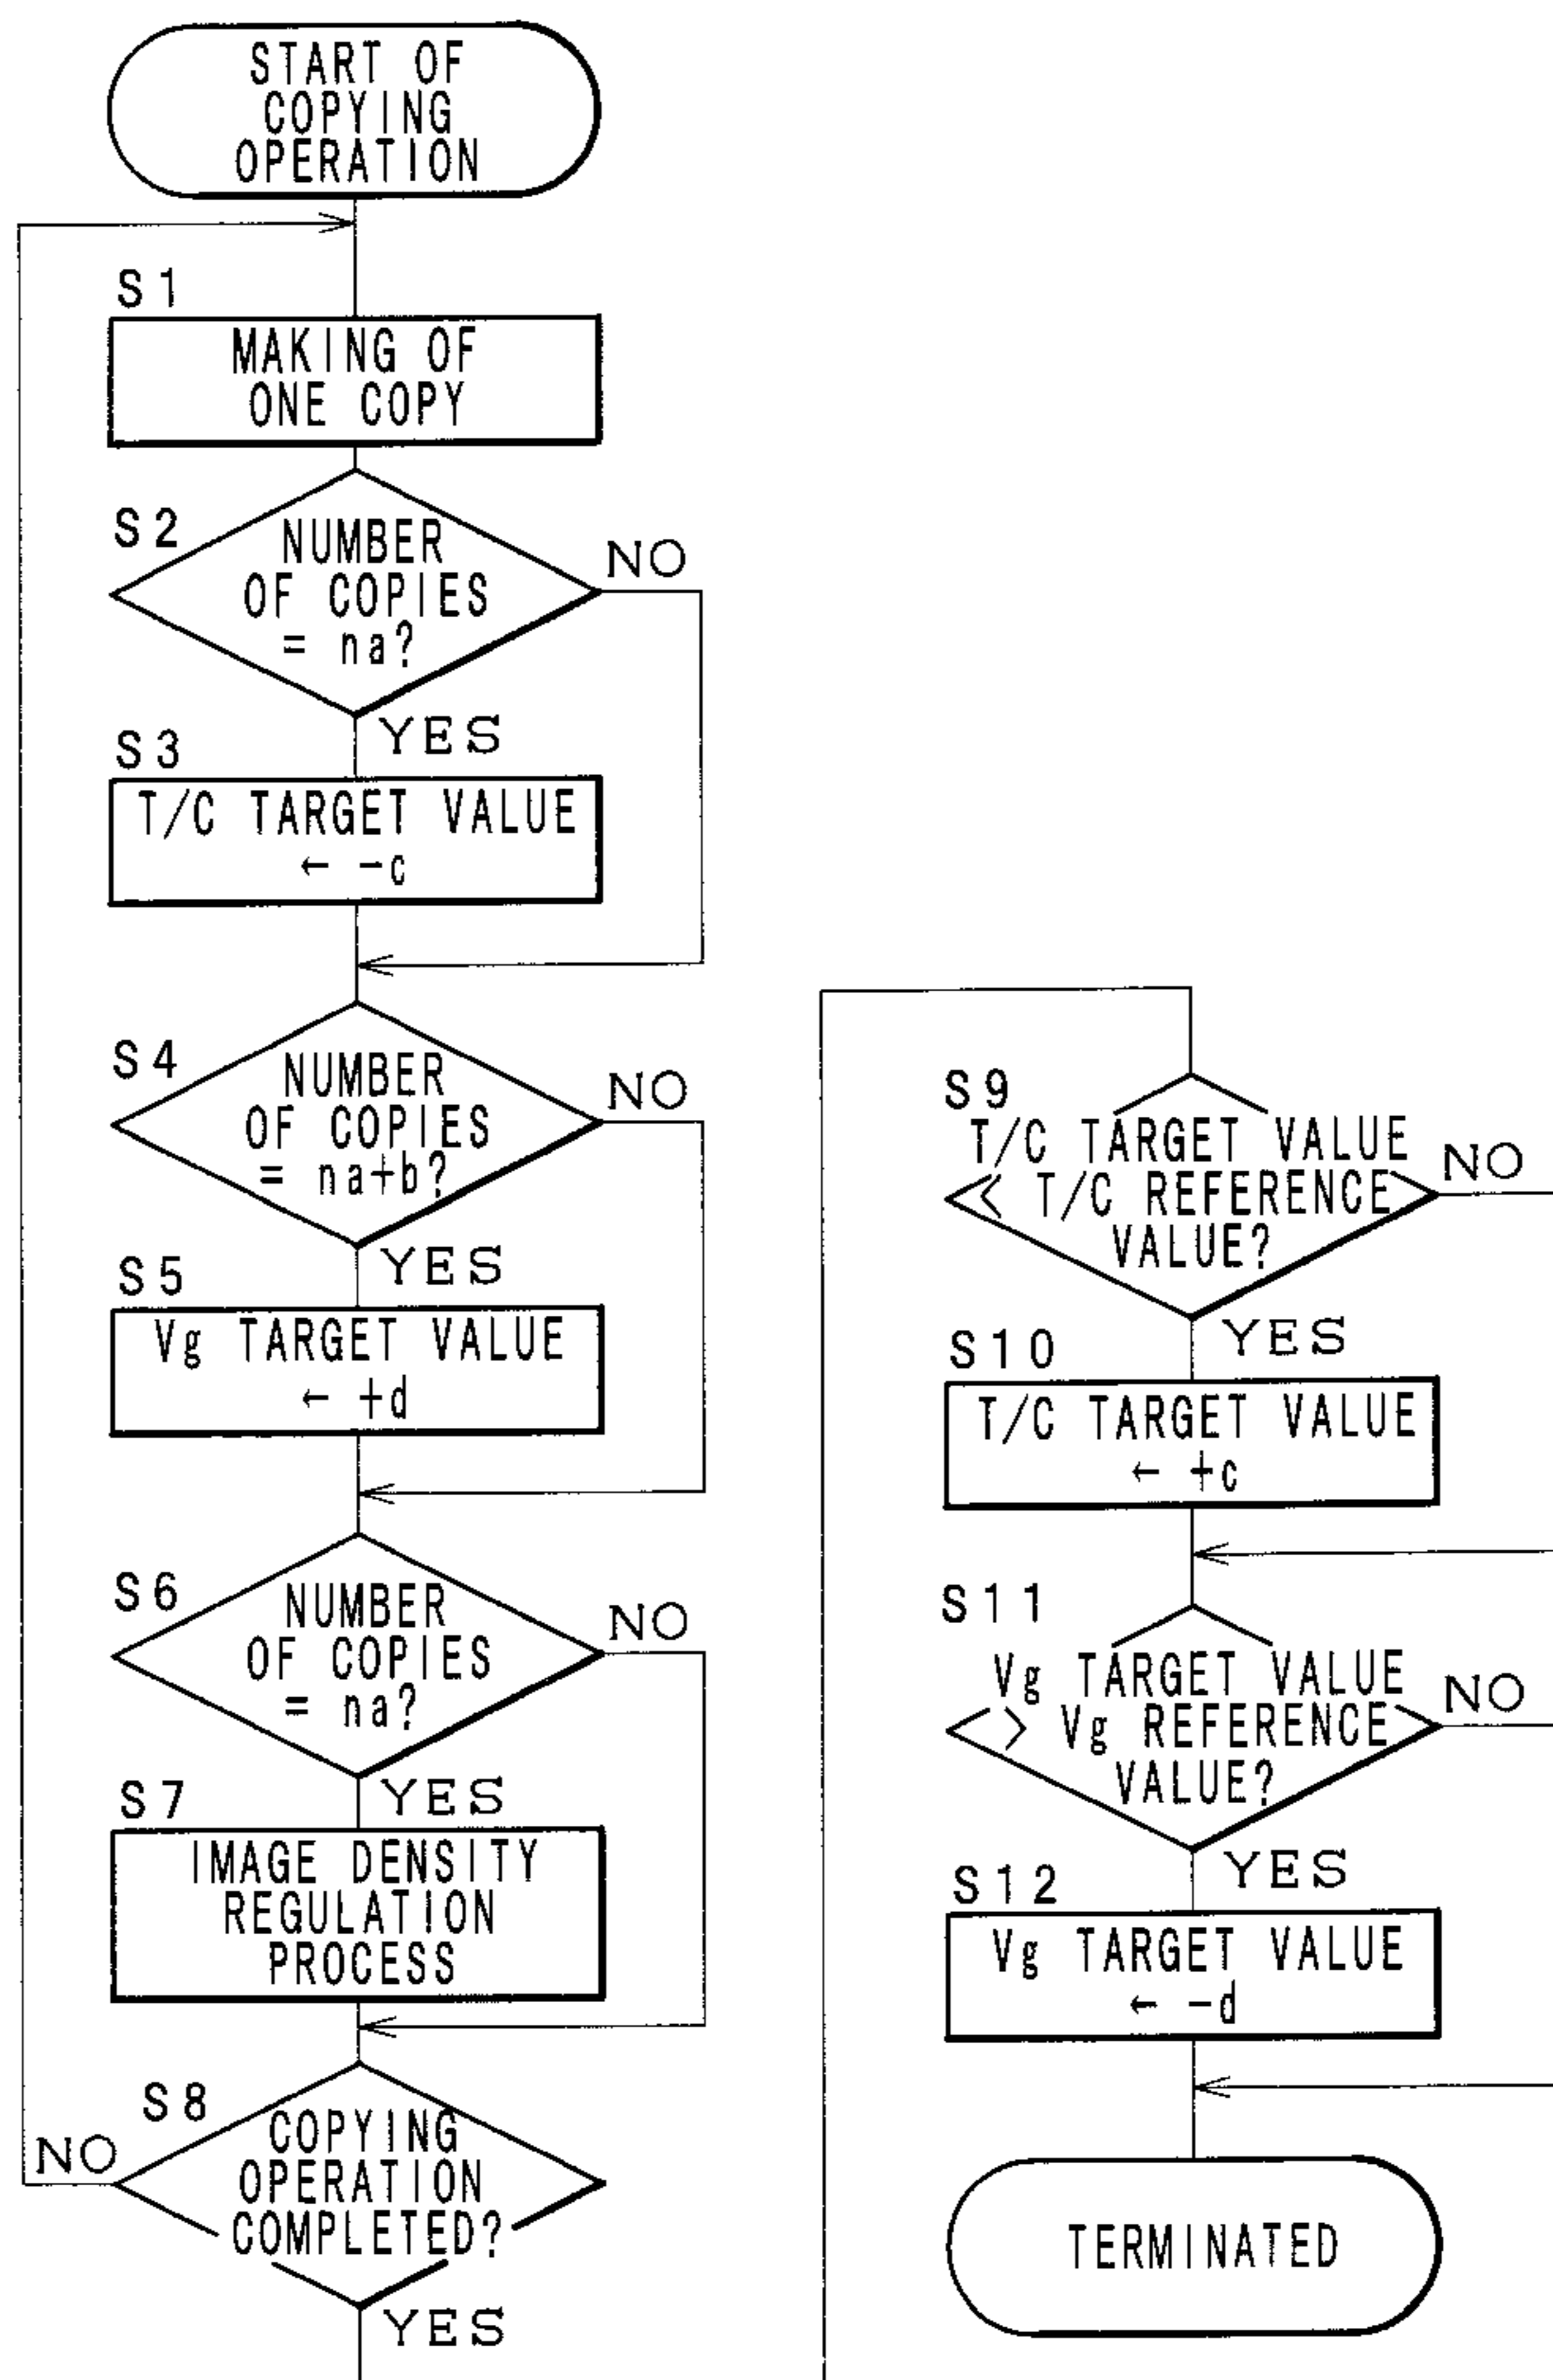 START OF
COPYING
OPERATION
S1
MAKING OF
ONE COPY
S2
NUMBER
OF COPIES
= na?
NO
YES
S3
T/C TARGET VALUE
← −c
S4
NUMBER
OF COPIES
= na+b?
NO
YES
S5
Vg TARGET VALUE
← +d
S6
NUMBER
OF COPIES
= na?
NO
YES
S7
IMAGE DENSITY
REGULATION
PROCESS
S8
COPYING
OPERATION
COMPLETED?
NO
YES
S9
T/C TARGET VALUE
< T/C REFERENCE
VALUE?
NO
YES
S10
T/C TARGET VALUE
← +c
S11
Vg TARGET VALUE
> Vg REFERENCE
VALUE?
NO
YES
S12
Vg TARGET VALUE
← −d
TERMINATED